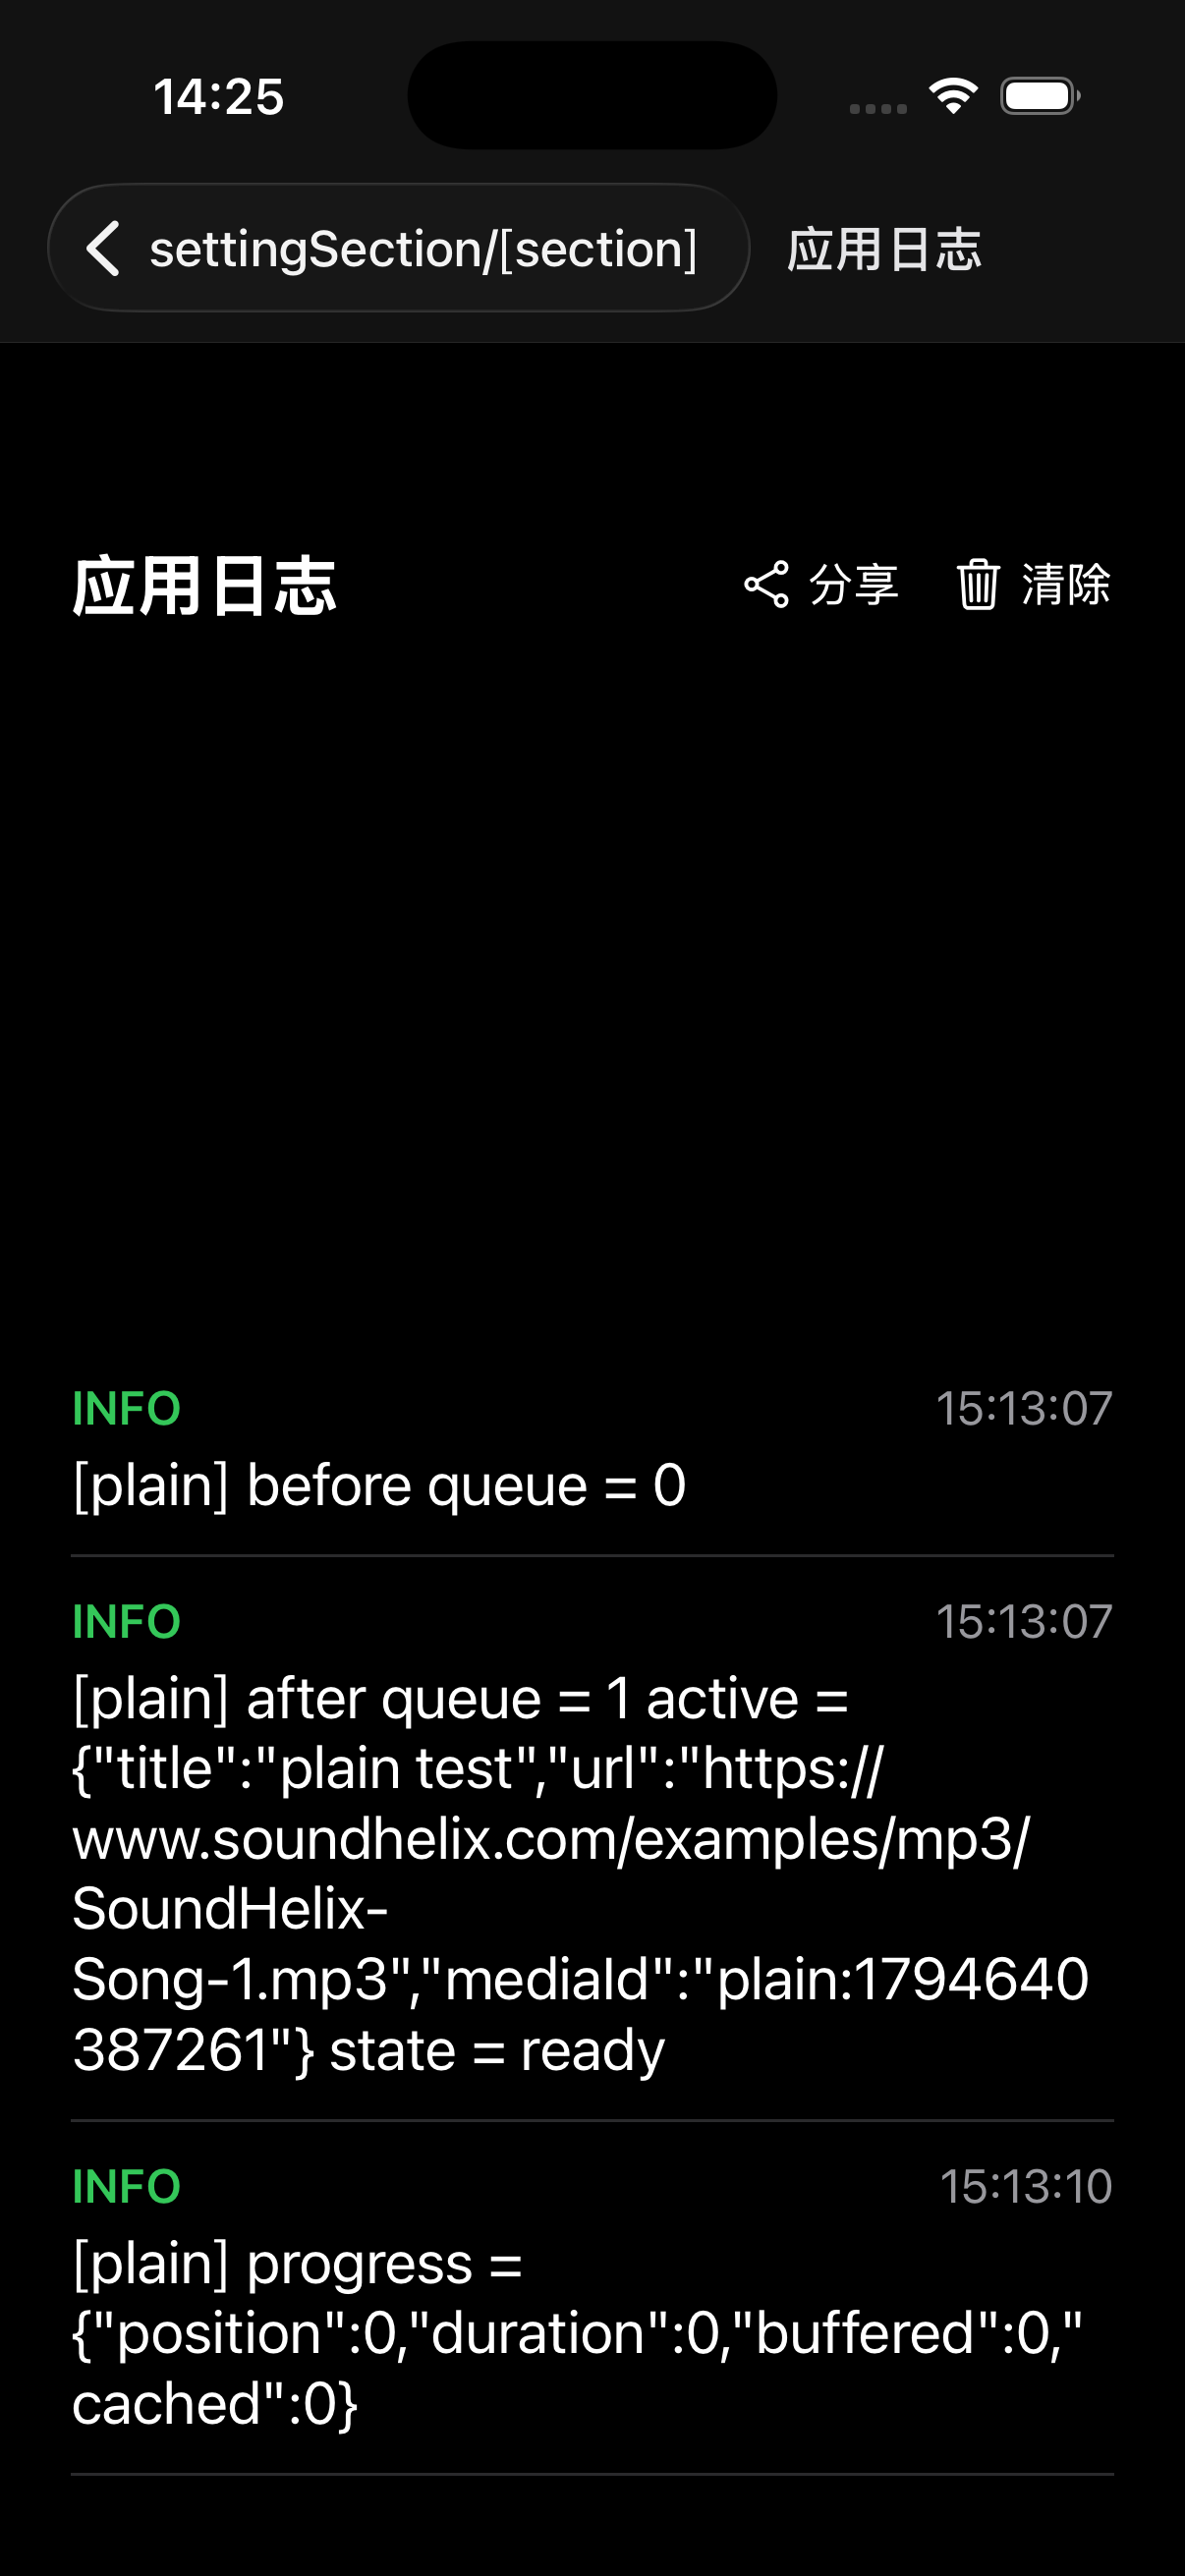 14:25
settingSection/[section]
应用日志
应用日志
分享
清除
INFO
15:13:07
[plain] before queue = 0
INFO
15:13:07
[plain] after queue = 1 active =
{"title":"plain test","url":"https://
www.soundhelix.com/examples/mp3/
SoundHelix-
Song-1.mp3","mediaId":"plain:1794640
387261"} state = ready
INFO
15:13:10
[plain] progress =
{"position":0,"duration":0,"buffered":0,"
cached":0}